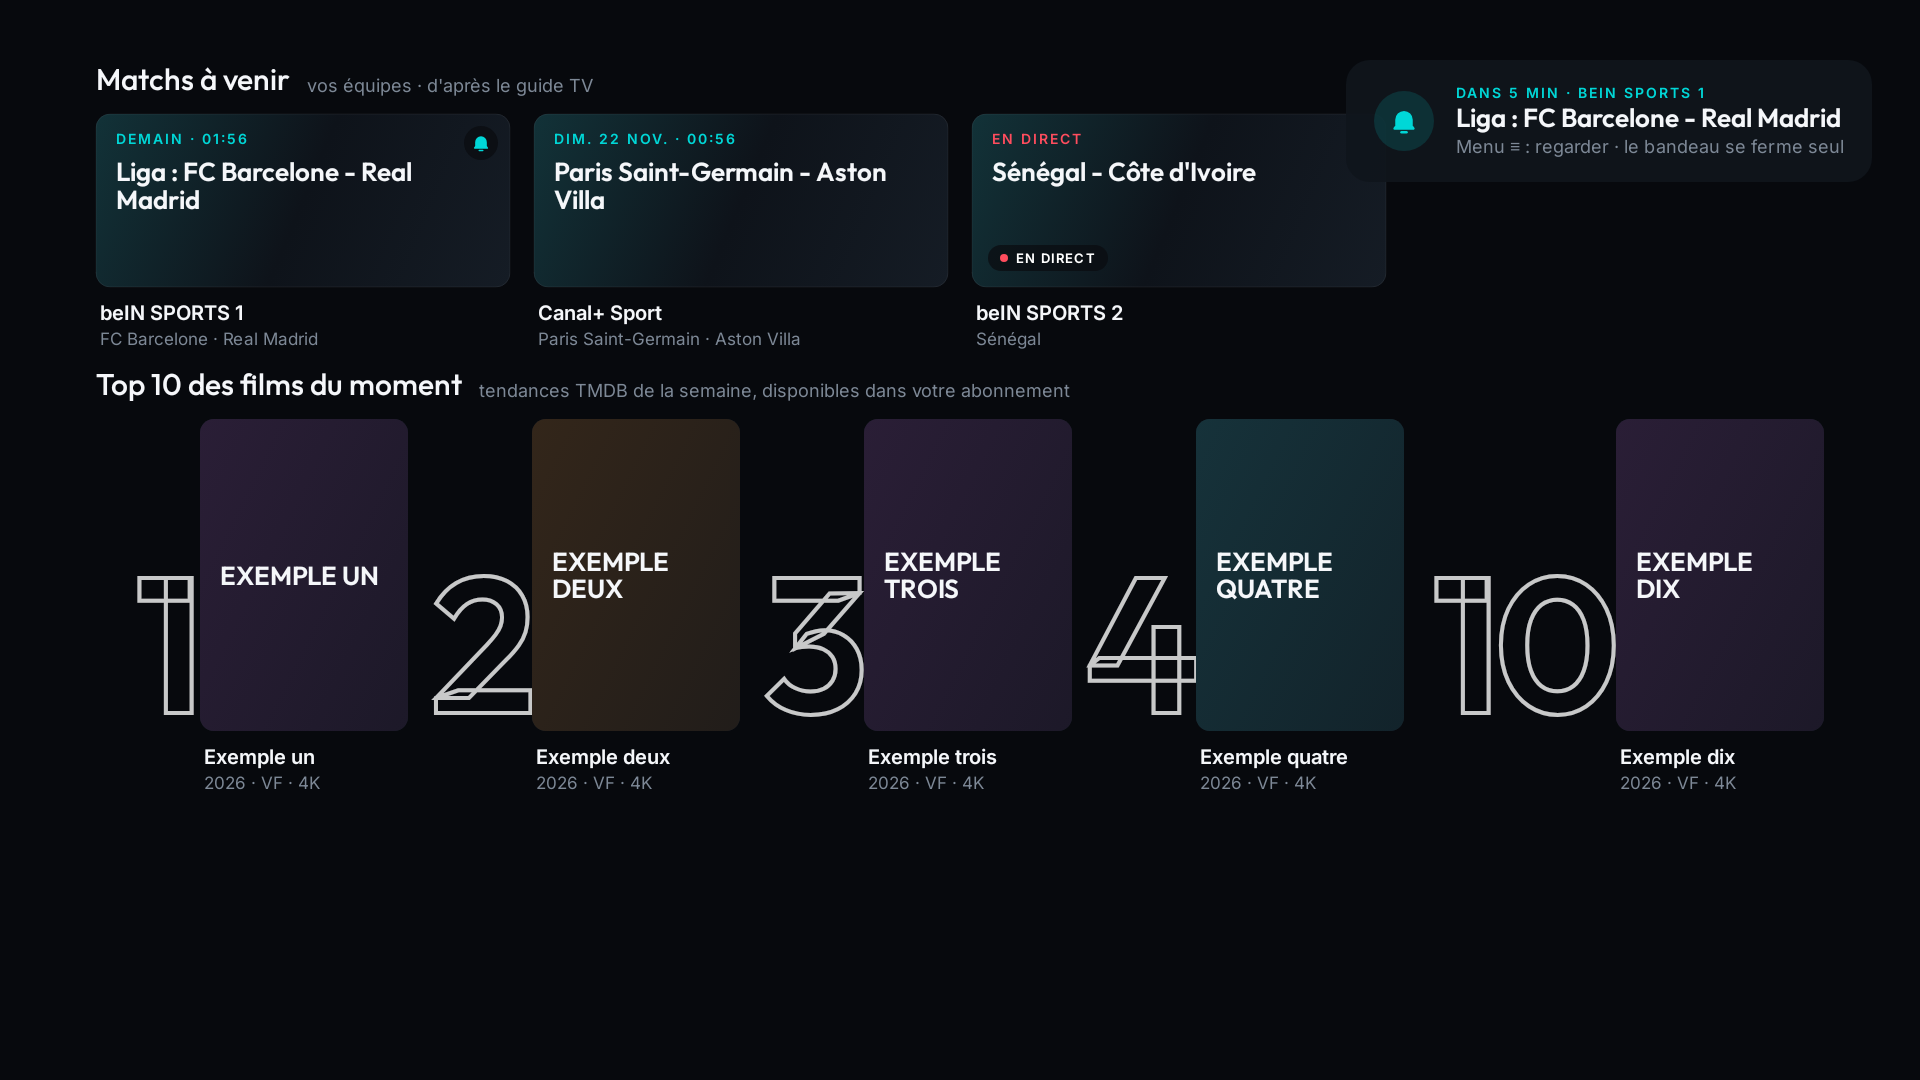 Matchs à venir vos équipes · d'après le guide TV
DANS 5 MIN · BEIN SPORTS 1
Liga : FC Barcelone - Real Madrid
Menu ≡ : regarder · le bandeau se ferme seul
DEMAIN · 01:56
Liga : FC Barcelone - Real
Madrid
beIN SPORTS 1
FC Barcelone · Real Madrid
DIM. 22 NOV. · 00:56
Paris Saint-Germain - Aston
Villa
Canal+ Sport
Paris Saint-Germain · Aston Villa
EN DIRECT
Sénégal - Côte d'Ivoire
EN DIRECT
beIN SPORTS 2
Sénégal
Top 10 des films du moment tendances TMDB de la semaine, disponibles dans votre abonnement
1
EXEMPLE UN
Exemple un
2026 · VF · 4K
2
EXEMPLE
DEUX
Exemple deux
2026 · VF · 4K
3
EXEMPLE
TROIS
Exemple trois
2026 · VF · 4K
4
EXEMPLE
QUATRE
Exemple quatre
2026 · VF · 4K
10
EXEMPLE
DIX
Exemple dix
2026 · VF · 4K